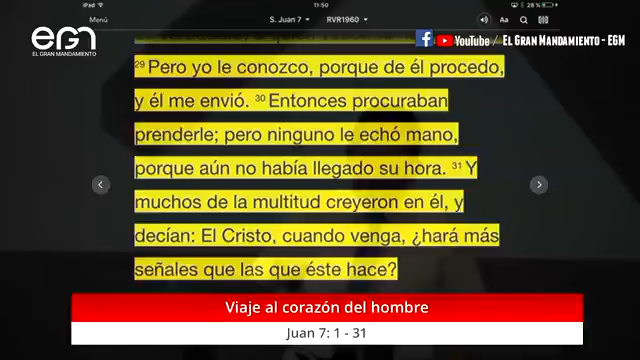 iPad
11:50
28 %
Menú
S. Juan 7
RVR1960
Aa
EGM
EL GRAN MANDAMIENTO
YouTube / EL GRAN MANDAMIENTO - EGM
29 Pero yo le conozco, porque de él procedo,
y él me envió. 30 Entonces procuraban
prenderle; pero ninguno le echó mano,
porque aún no había llegado su hora. 31 Y
muchos de la multitud creyeron en él, y
decían: El Cristo, cuando venga, ¿hará más
señales que las que éste hace?
Viaje al corazón del hombre
Juan 7: 1 - 31